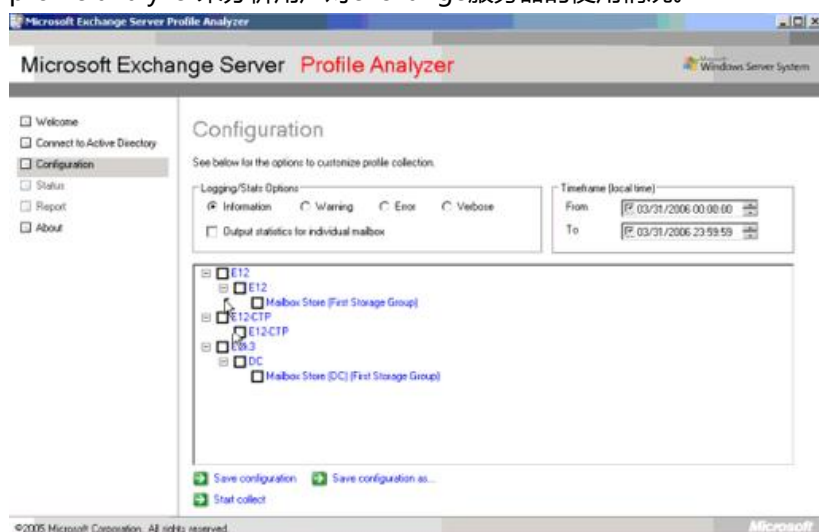 Microsoft Exchange Server Profile Analyzer
Microsoft Exchange Server Profile Analyzer
Windows Server System
Welcome
Connect to Active Directory
Configuration
Status
Report
About
Configuration
See below for the options to customize profile collection.
Logging/Stats Options
Information Warning Error Verbose
Output statistics for individual mailbox
Timeframe (local time)
From 03/31/2006 00:00:00
To 03/31/2006 23:59:59
E12
E12
Mailbox Store (First Storage Group)
E12-CTP
E12-CTP
DC
Mailbox Store (DC) (First Storage Group)
Save configuration Save configuration as...
Start collect
©2005 Microsoft Corporation. All rights reserved.
Microsoft